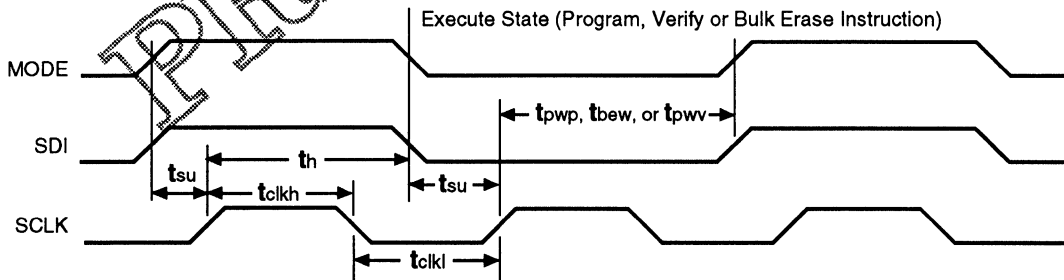 Execute State (Program, Verify or Bulk Erase Instruction)
MODE
tpwp, tbew, or tpwv
SDI
th
tsu
tclkh
tsu
SCLK
tclkl